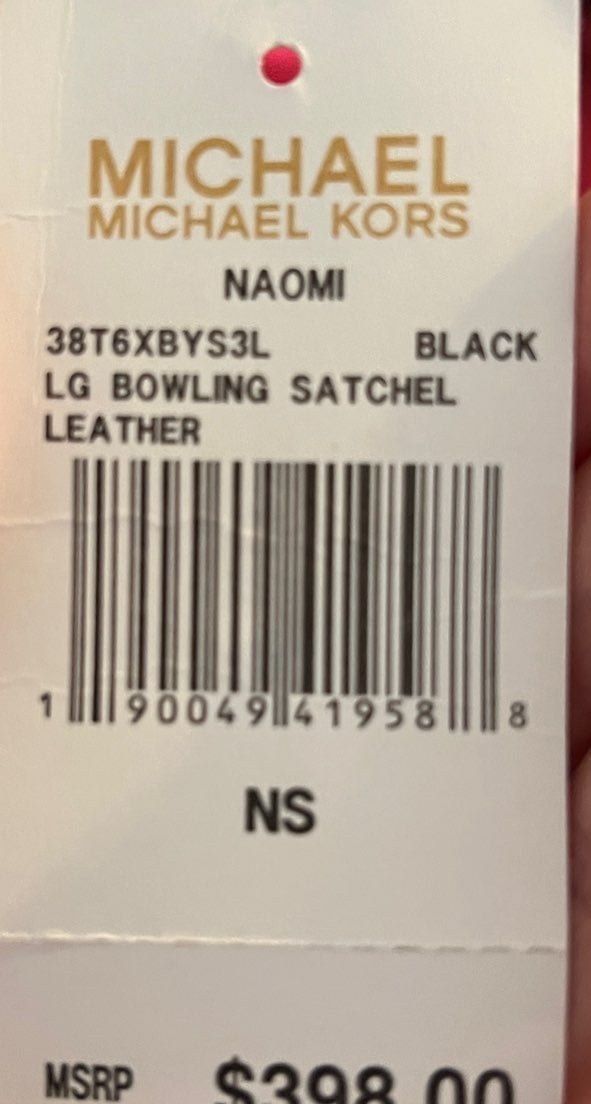 MICHAEL
MICHAEL KORS
NAOMI
38T6XBYS3L BLACK
LG BOWLING SATCHEL
LEATHER
1 90049 41958 8
NS
MSRP $398.00